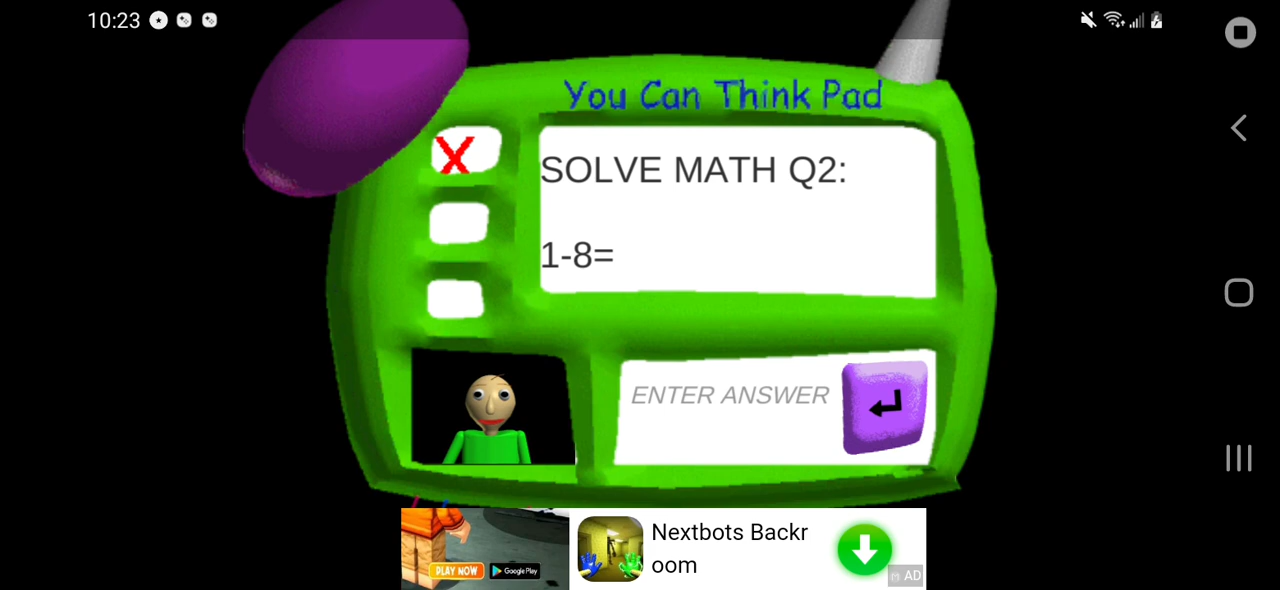 10:23
You Can Think Pad
X
SOLVE MATH Q2:
1-8=
ENTER ANSWER
PLAY NOW
Google Play
Nextbots Backr
oom
AD